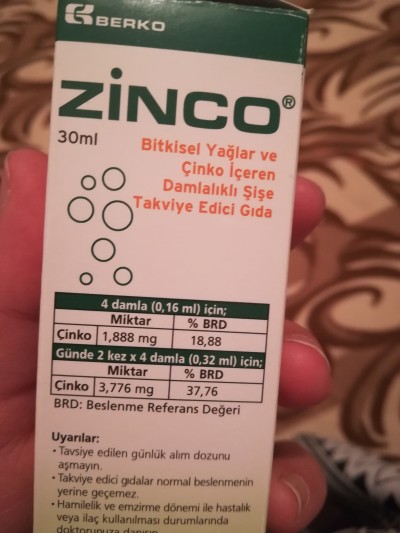 BERKO
ZiNCO®
30ml
Bitkisel Yağlar ve
Çinko İçeren
Damlalıklı Şişe
Takviye Edici Gıda
4 damla (0,16 ml) için;
Miktar % BRD
Çinko 1,888 mg 18,88
Günde 2 kez x 4 damla (0,32 ml) için;
Miktar % BRD
Çinko 3,776 mg 37,76
BRD: Beslenme Referans Değeri
Uyarılar:
• Tavsiye edilen günlük alım dozunu
aşmayın.
• Takviye edici gıdalar normal beslenmenin
yerine geçemez.
• Hamilelik ve emzirme dönemi ile hastalık
veya ilaç kullanılması durumlarında
doktorunuza danışın.